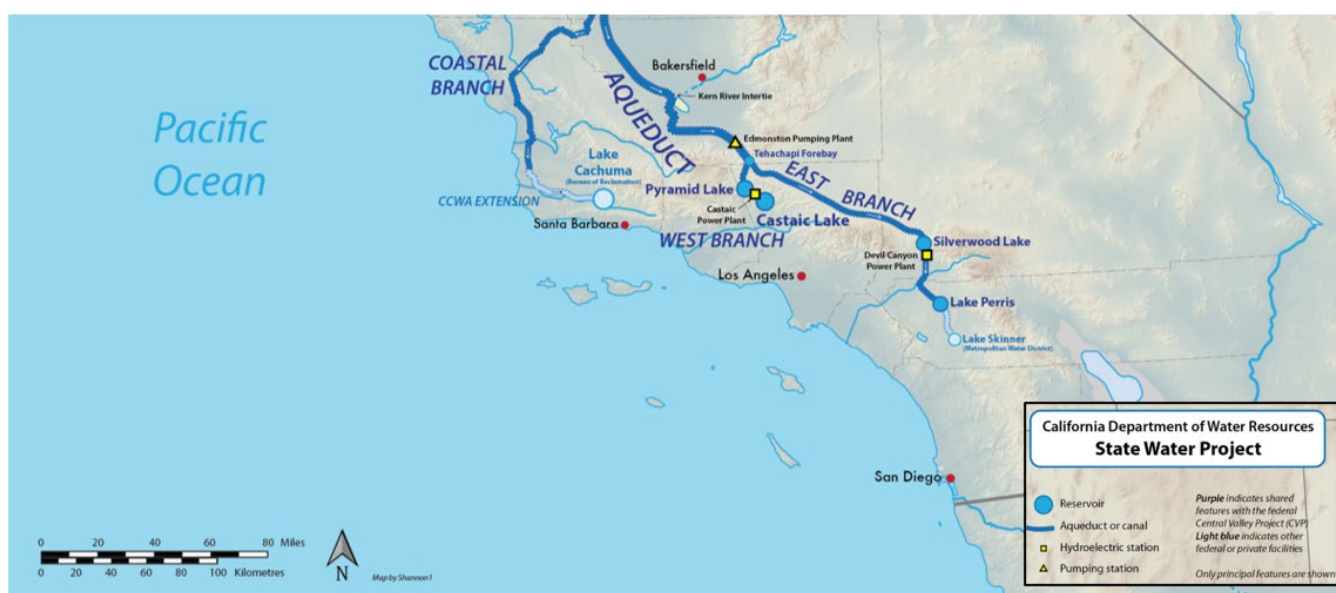 COASTAL
BRANCH
Bakersfield
Kern River Intertie
AQUEDUCT
Pacific
Ocean
Edmonston Pumping Plant
Tehachapi Forebay
Lake
Cachuma
(Bureau of Reclamation)
EAST BRANCH
Pyramid Lake
CCWA EXTENSION
Castaic
Power Plant
Castaic Lake
Santa Barbara
WEST BRANCH
Silverwood Lake
Devil Canyon
Power Plant
Los Angeles
Lake Perris
Lake Skinner
(Metropolitan Water District)
San Diego
California Department of Water Resources
State Water Project
Reservoir
Aqueduct or canal
Hydroelectric station
Pumping station
Purple indicates shared
features with the federal
Central Valley Project (CVP)
Light blue indicates other
federal or private facilities
Only principal features are shown
0 20 40 60 80 Miles
0 20 40 60 80 100 Kilometres
N
Map by Shannon1